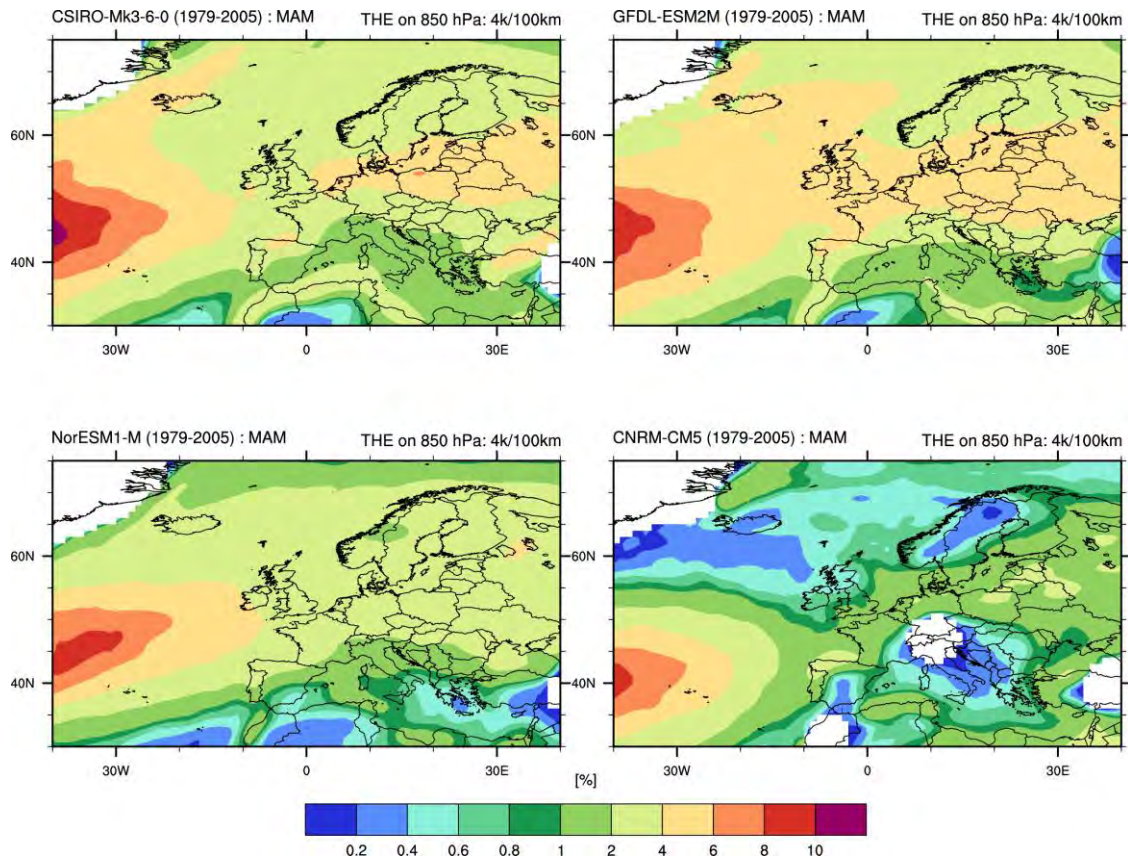 CSIRO-Mk3-6-0 (1979-2005) : MAM THE on 850 hPa: 4k/100km
GFDL-ESM2M (1979-2005) : MAM THE on 850 hPa: 4k/100km
60N 60N
40N 40N
30W 0 30E 30W 0 30E
NorESM1-M (1979-2005) : MAM THE on 850 hPa: 4k/100km
CNRM-CM5 (1979-2005) : MAM THE on 850 hPa: 4k/100km
60N 60N
40N 40N
30W 0 30E 30W 0 30E
[%]
0.2 0.4 0.6 0.8 1 2 4 6 8 10